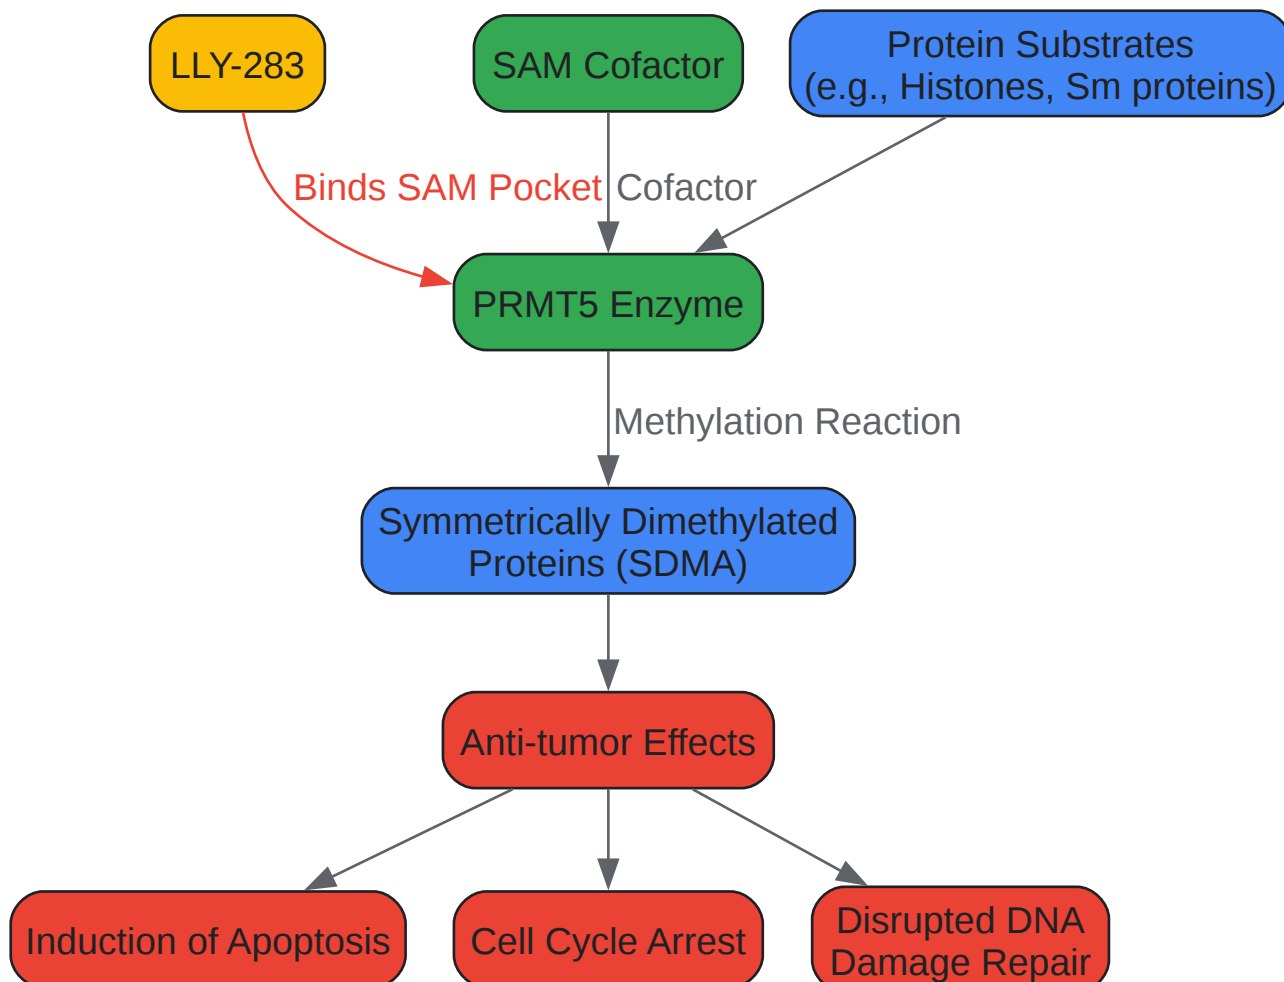 LLY-283
SAM Cofactor
Protein Substrates
(e.g., Histones, Sm proteins)
Binds SAM Pocket
Cofactor
PRMT5 Enzyme
Methylation Reaction
Symmetrically Dimethylated
Proteins (SDMA)
Anti-tumor Effects
Induction of Apoptosis
Cell Cycle Arrest
Disrupted DNA
Damage Repair